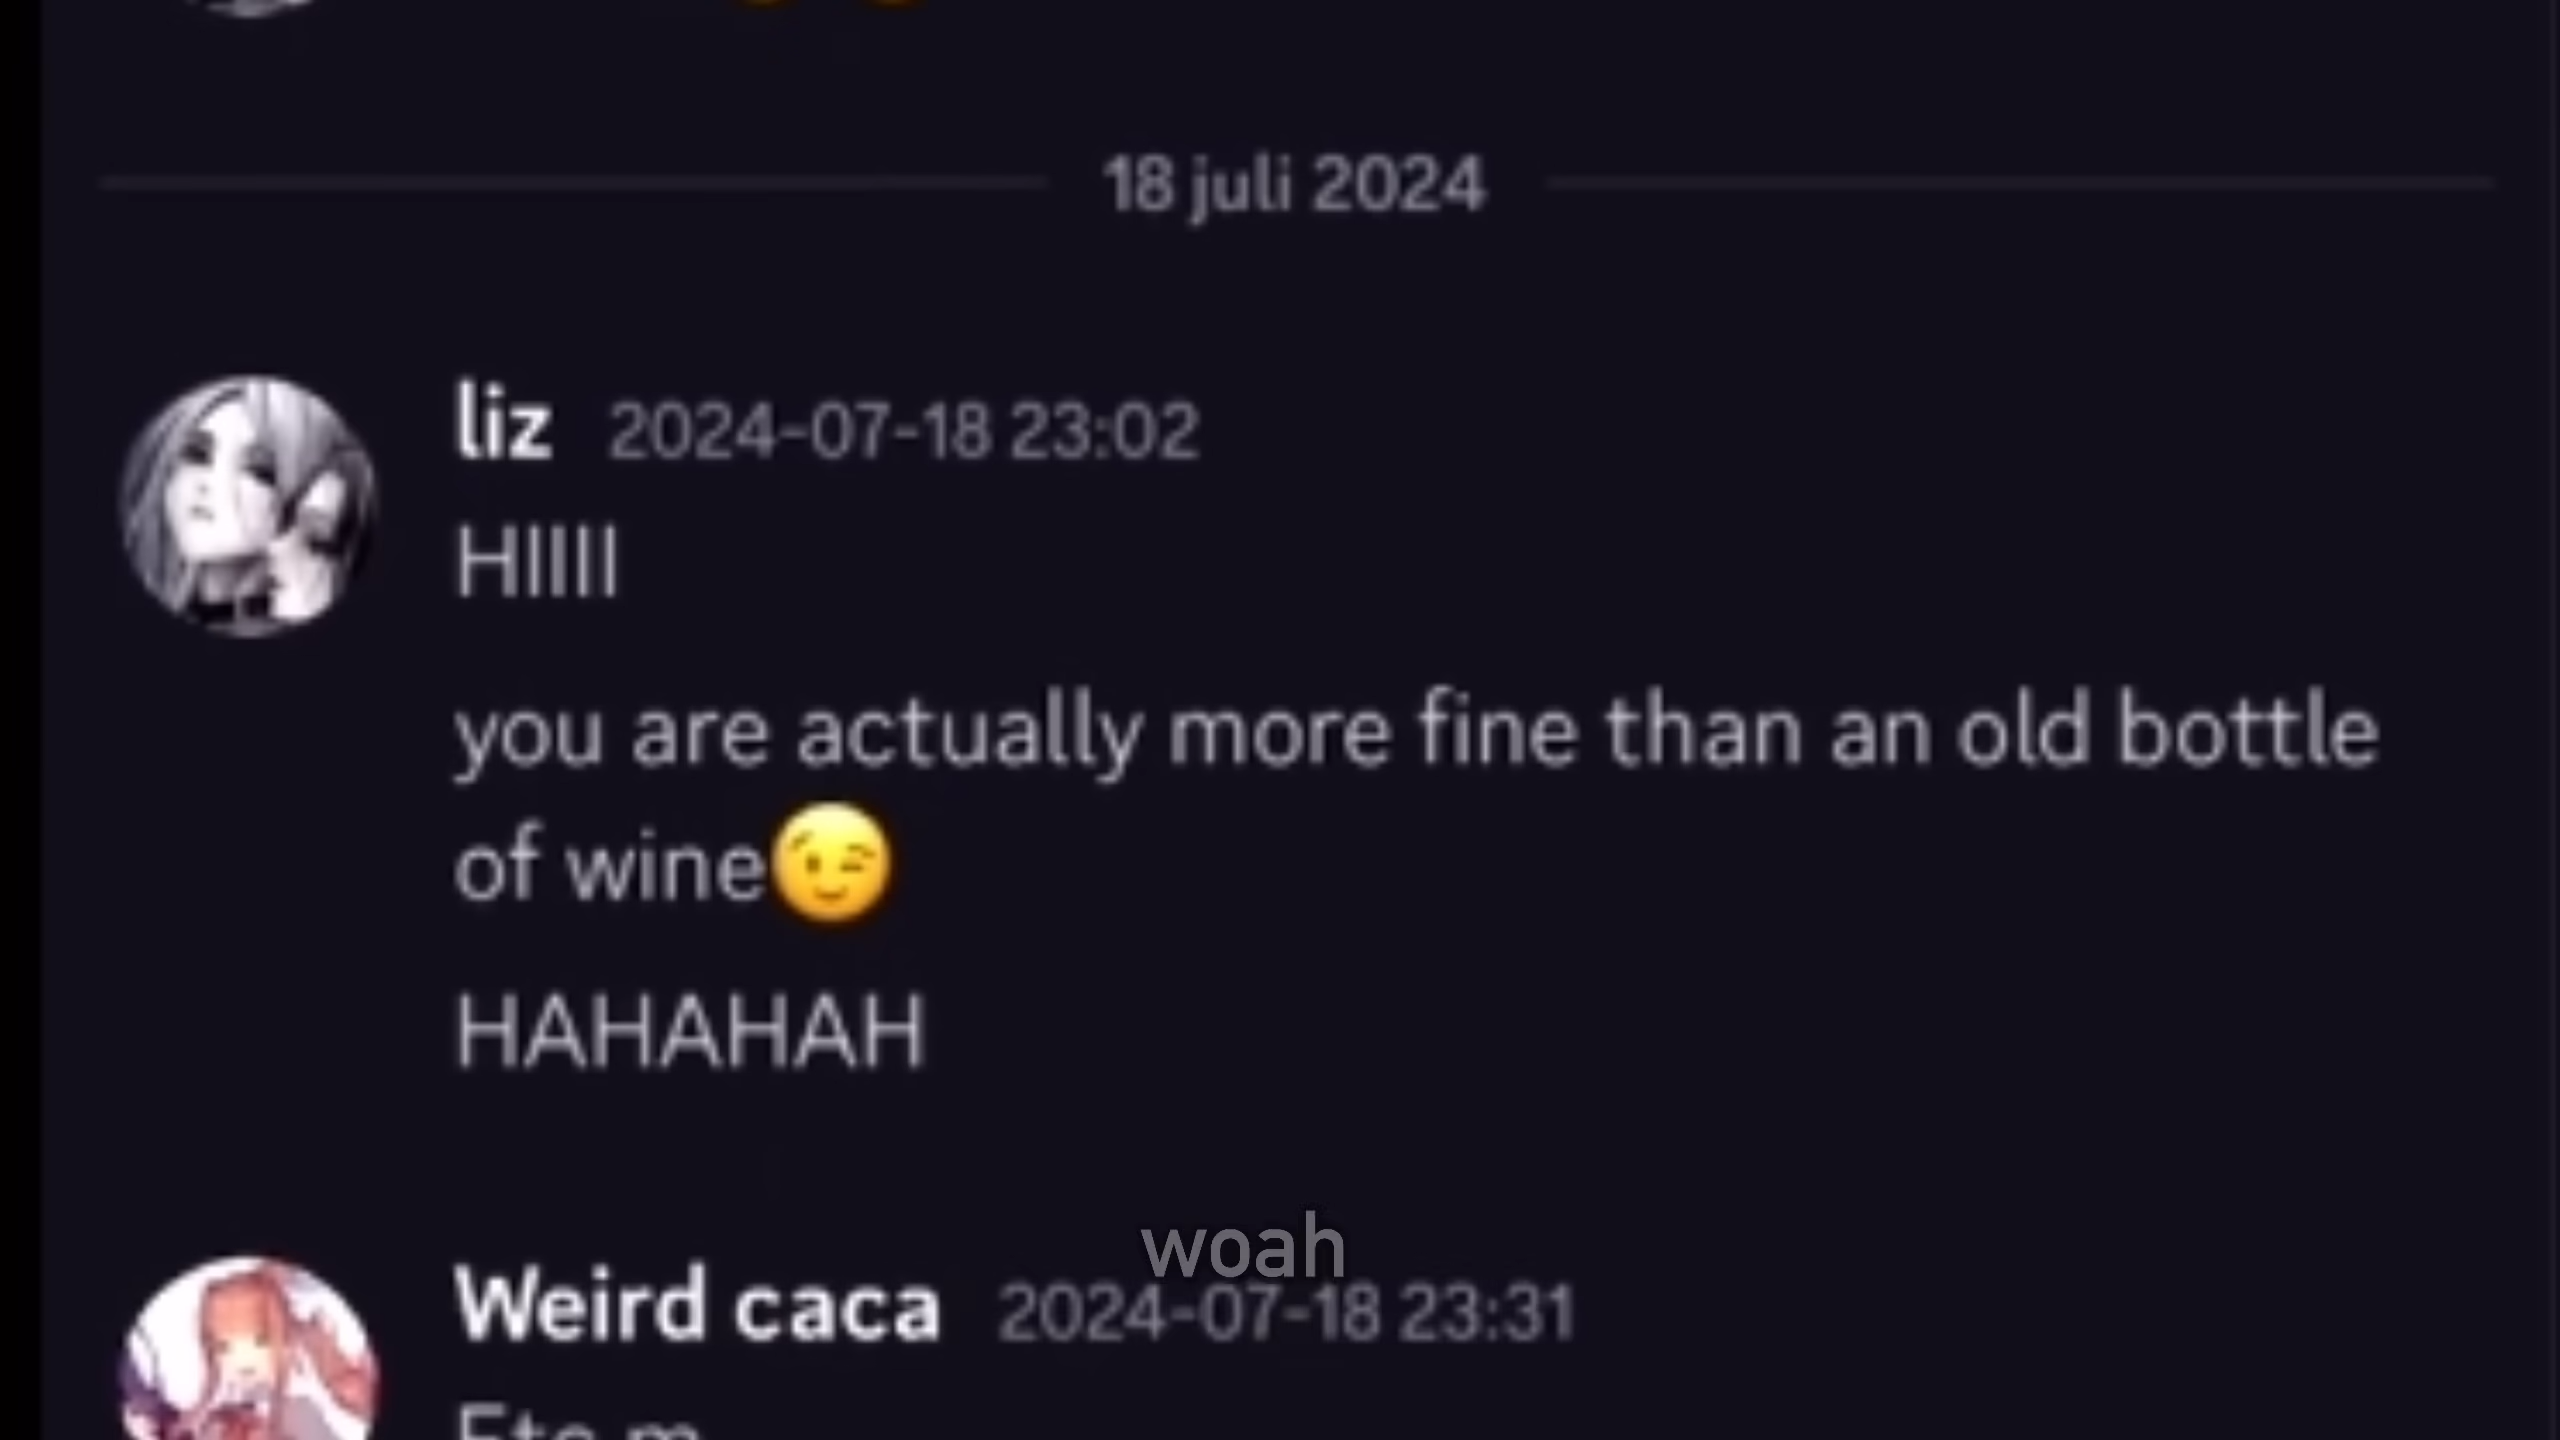 18 juli 2024
liz 2024-07-18 23:02
HIIII
you are actually more fine than an old bottle
of wine😉
HAHAHAH
woah
Weird caca 2024-07-18 23:31